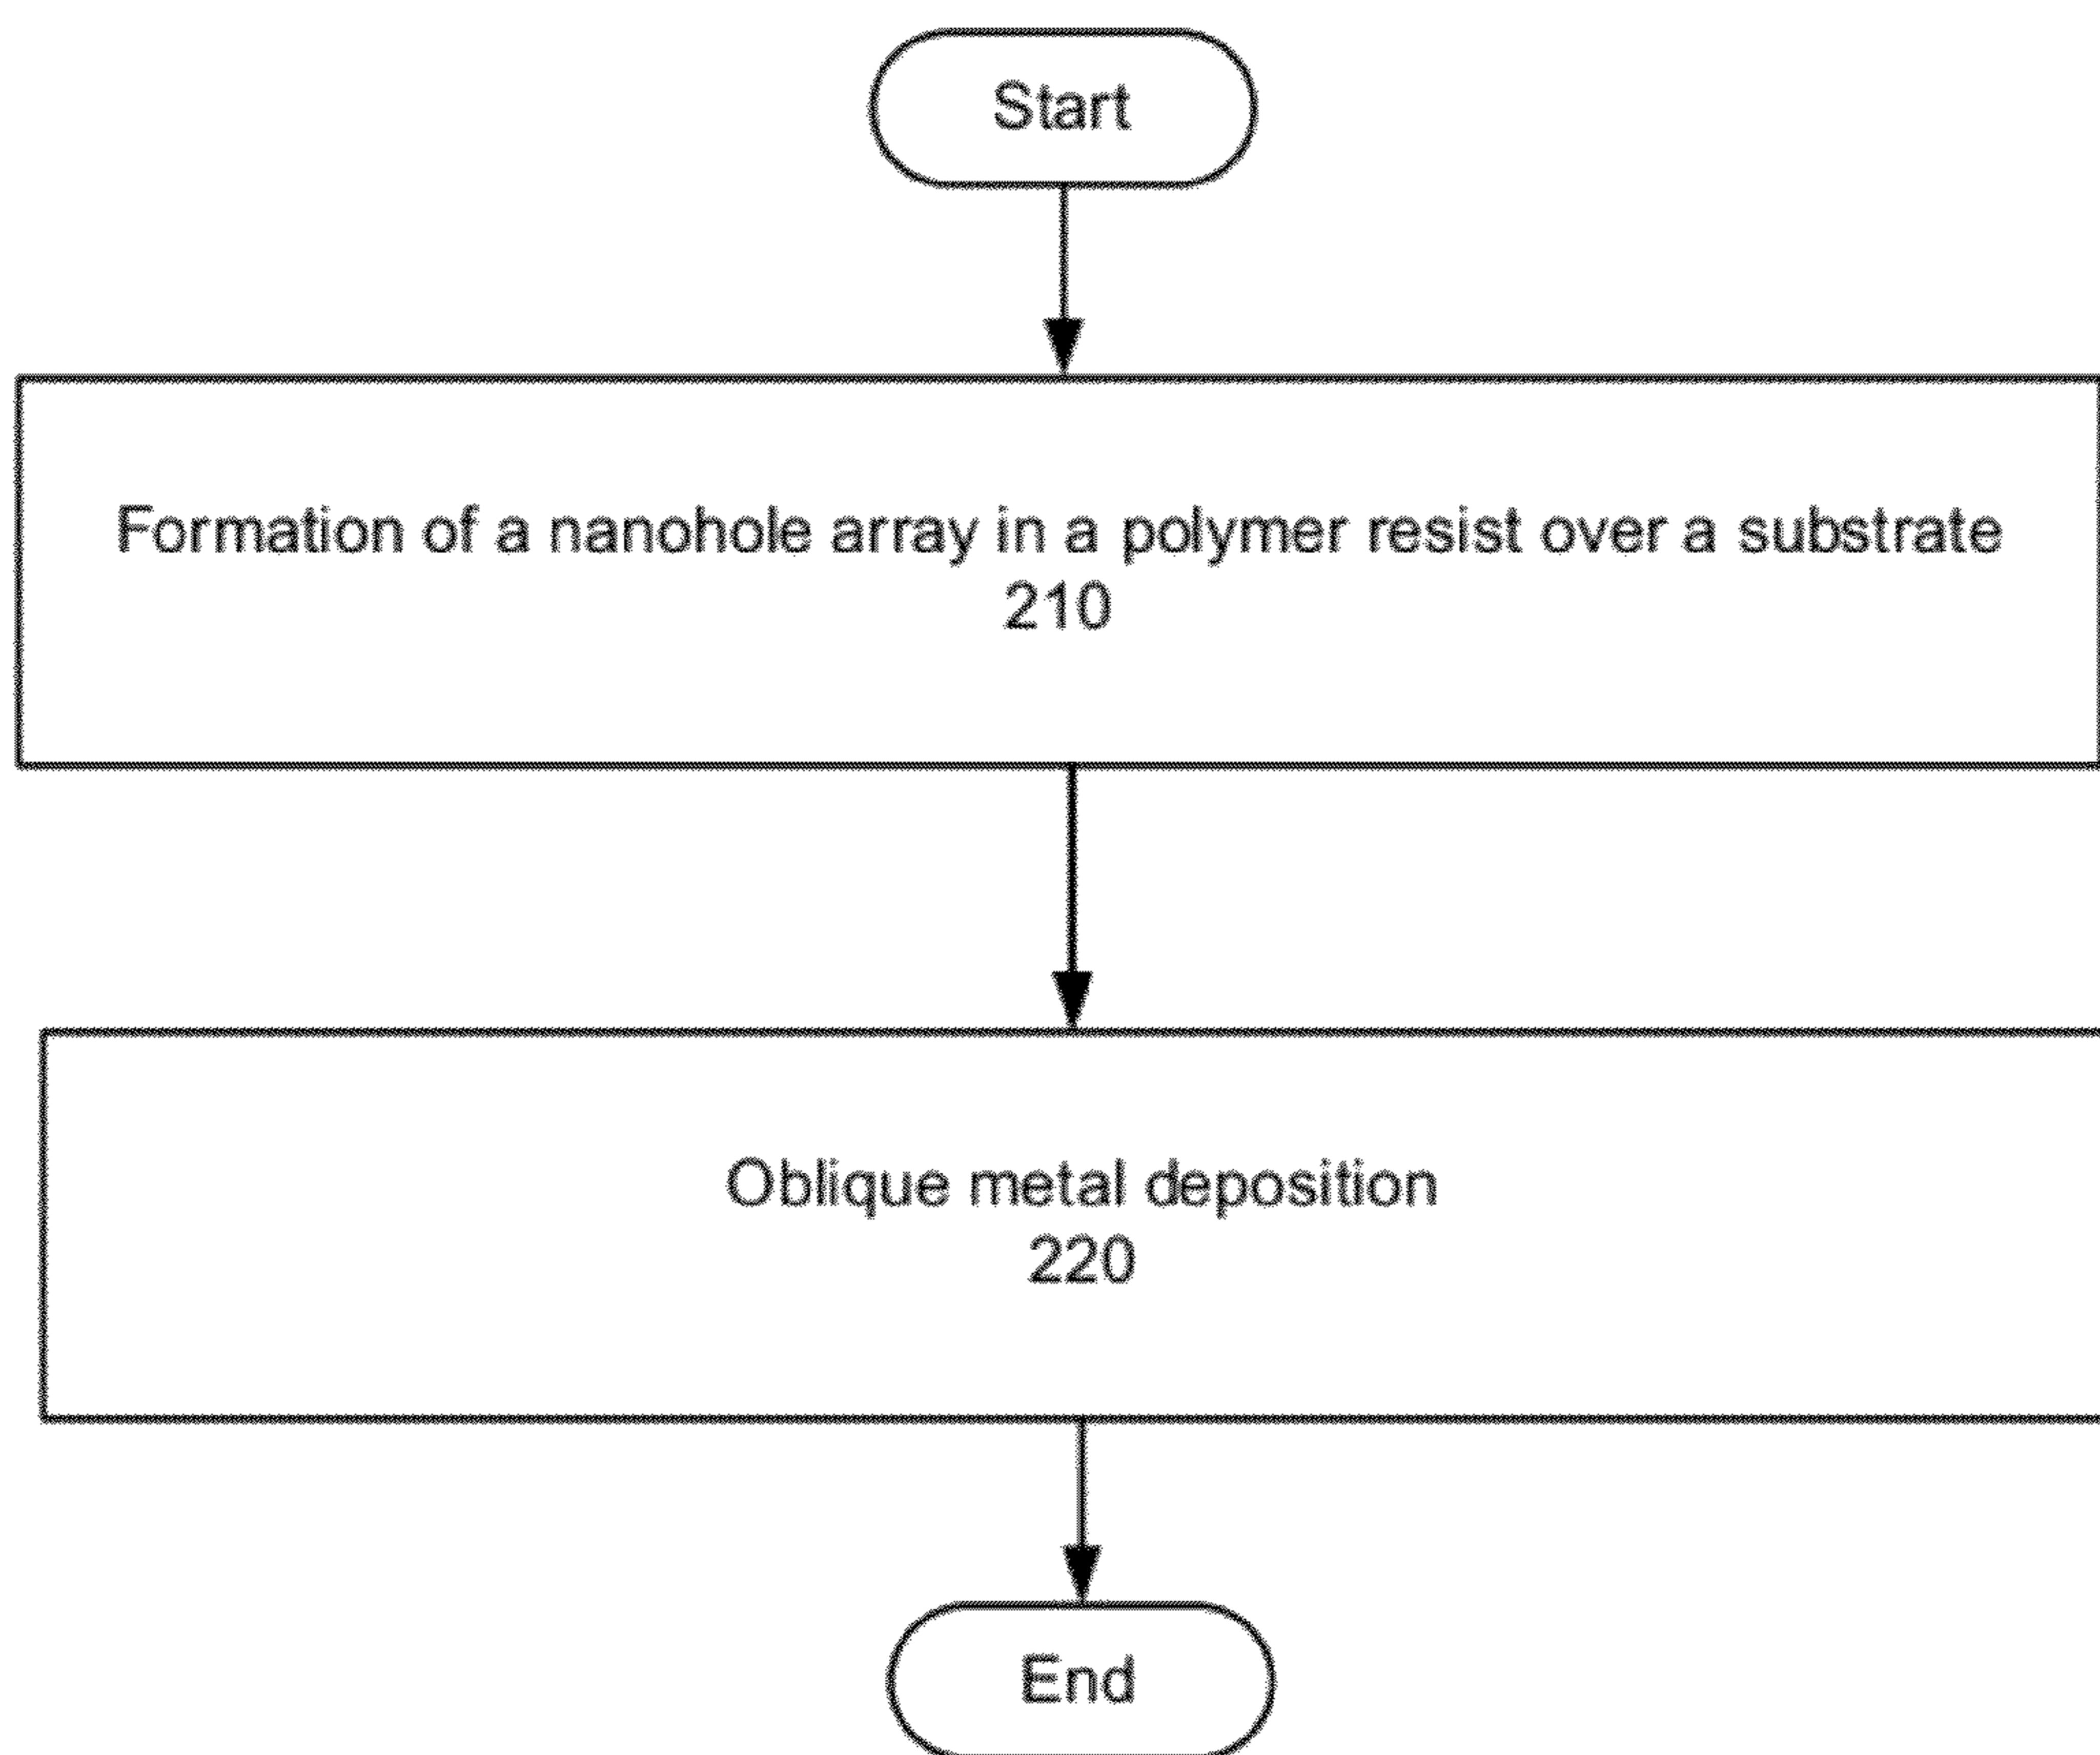 Start
Formation of a nanohole array in a polymer resist over a substrate
210
Oblique metal deposition
220
End